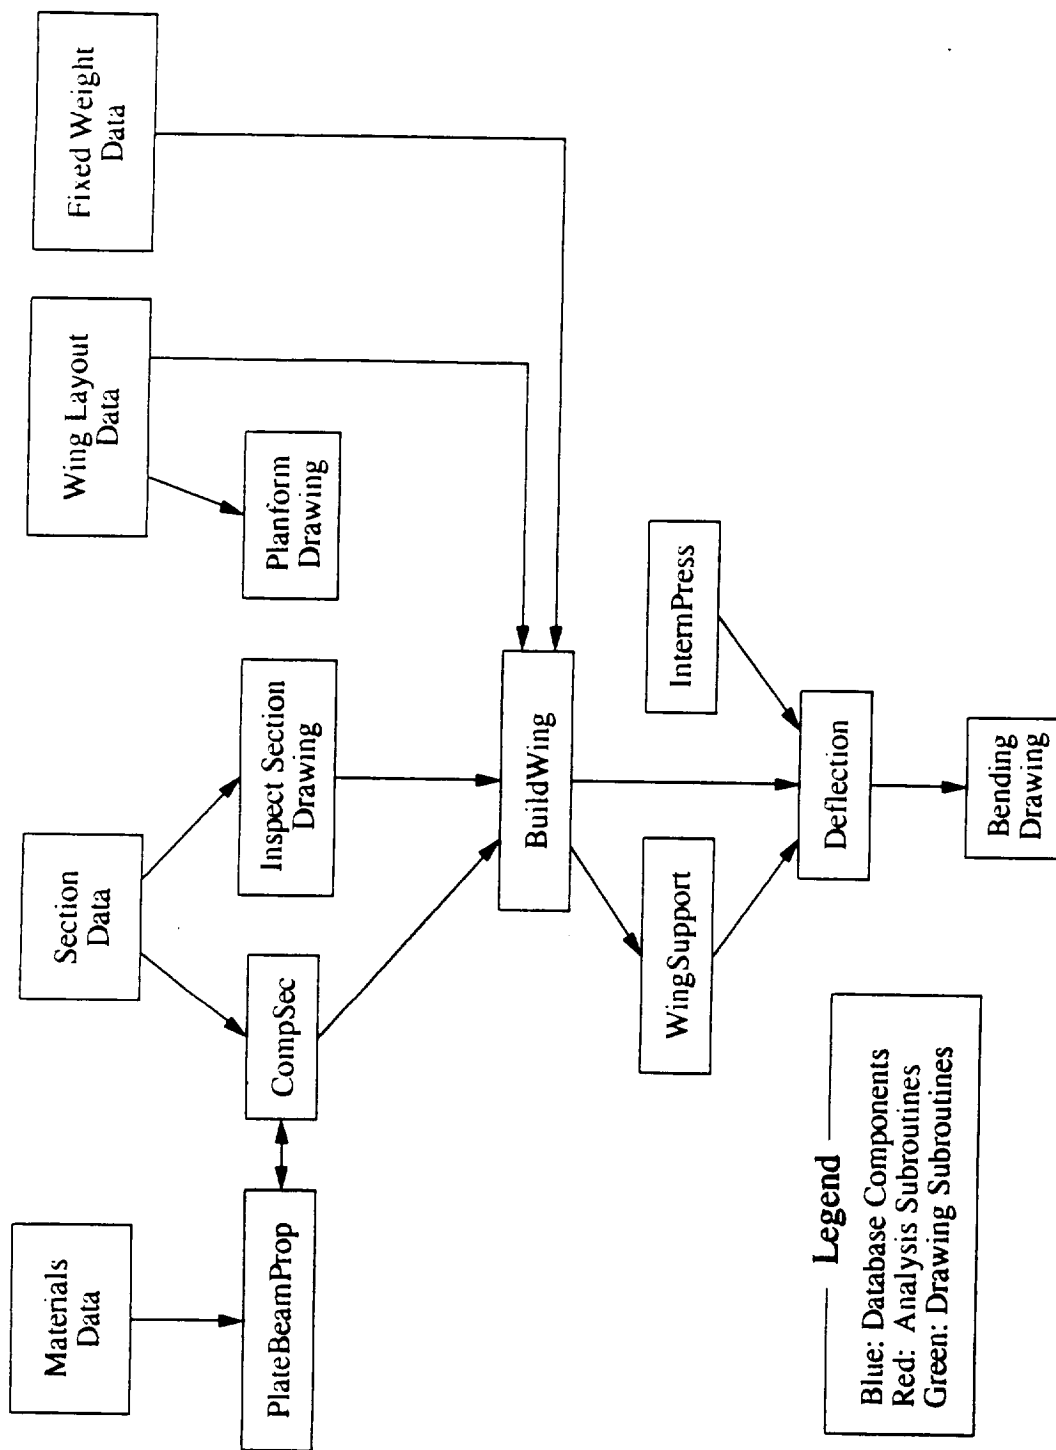 Materials
Data
Section
Data
Wing Layout
Data
Fixed Weight
Data
PlateBeamProp
CompSec
Inspect Section
Drawing
Planform
Drawing
BuildWing
WingSupport
InternPress
Deflection
Bending
Drawing
Legend
Blue: Database Components
Red: Analysis Subroutines
Green: Drawing Subroutines